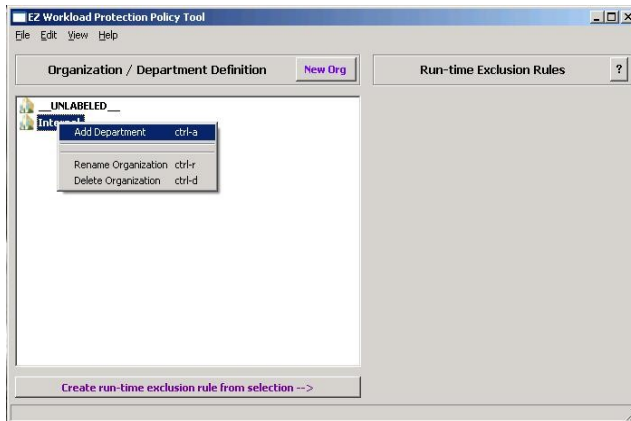 EZ Workload Protection Policy Tool
File Edit View Help
Organization / Department Definition New Org Run-time Exclusion Rules ?
__UNLABELED__
Internal
Add Department ctrl-a
Rename Organization ctrl-r
Delete Organization ctrl-d
Create run-time exclusion rule from selection -->